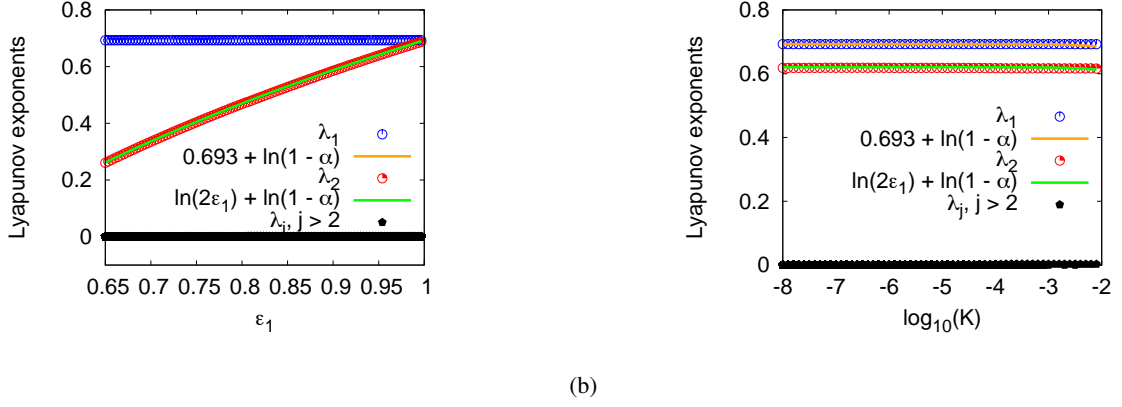 Lyapunov exponents
0.8
0.6
0.4
0.2
0
λ1
0.693 + ln(1 - α)
λ2
ln(2ε1) + ln(1 - α)
λj, j > 2
0.65 0.7 0.75 0.8 0.85 0.9 0.95 1
ε1
Lyapunov exponents
0.8
0.6
0.4
0.2
0
λ1
0.693 + ln(1 - α)
λ2
ln(2ε1) + ln(1 - α)
λj, j > 2
-8 -7 -6 -5 -4 -3 -2
log10(K)
(b)